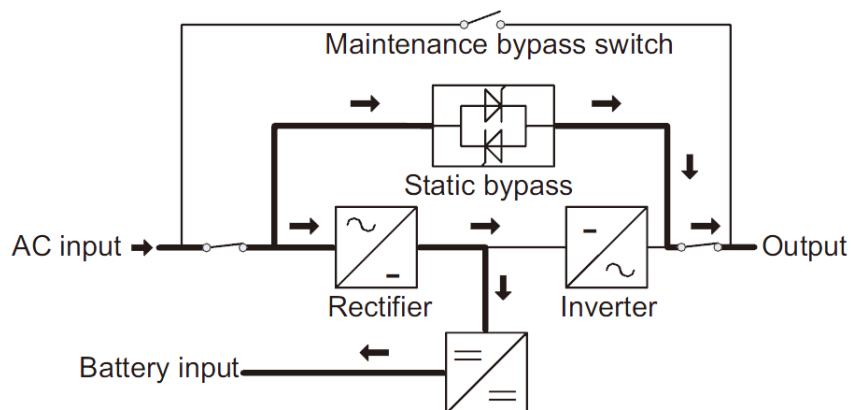 Maintenance bypass switch
Static bypass
AC input
Output
Rectifier
Inverter
Battery input